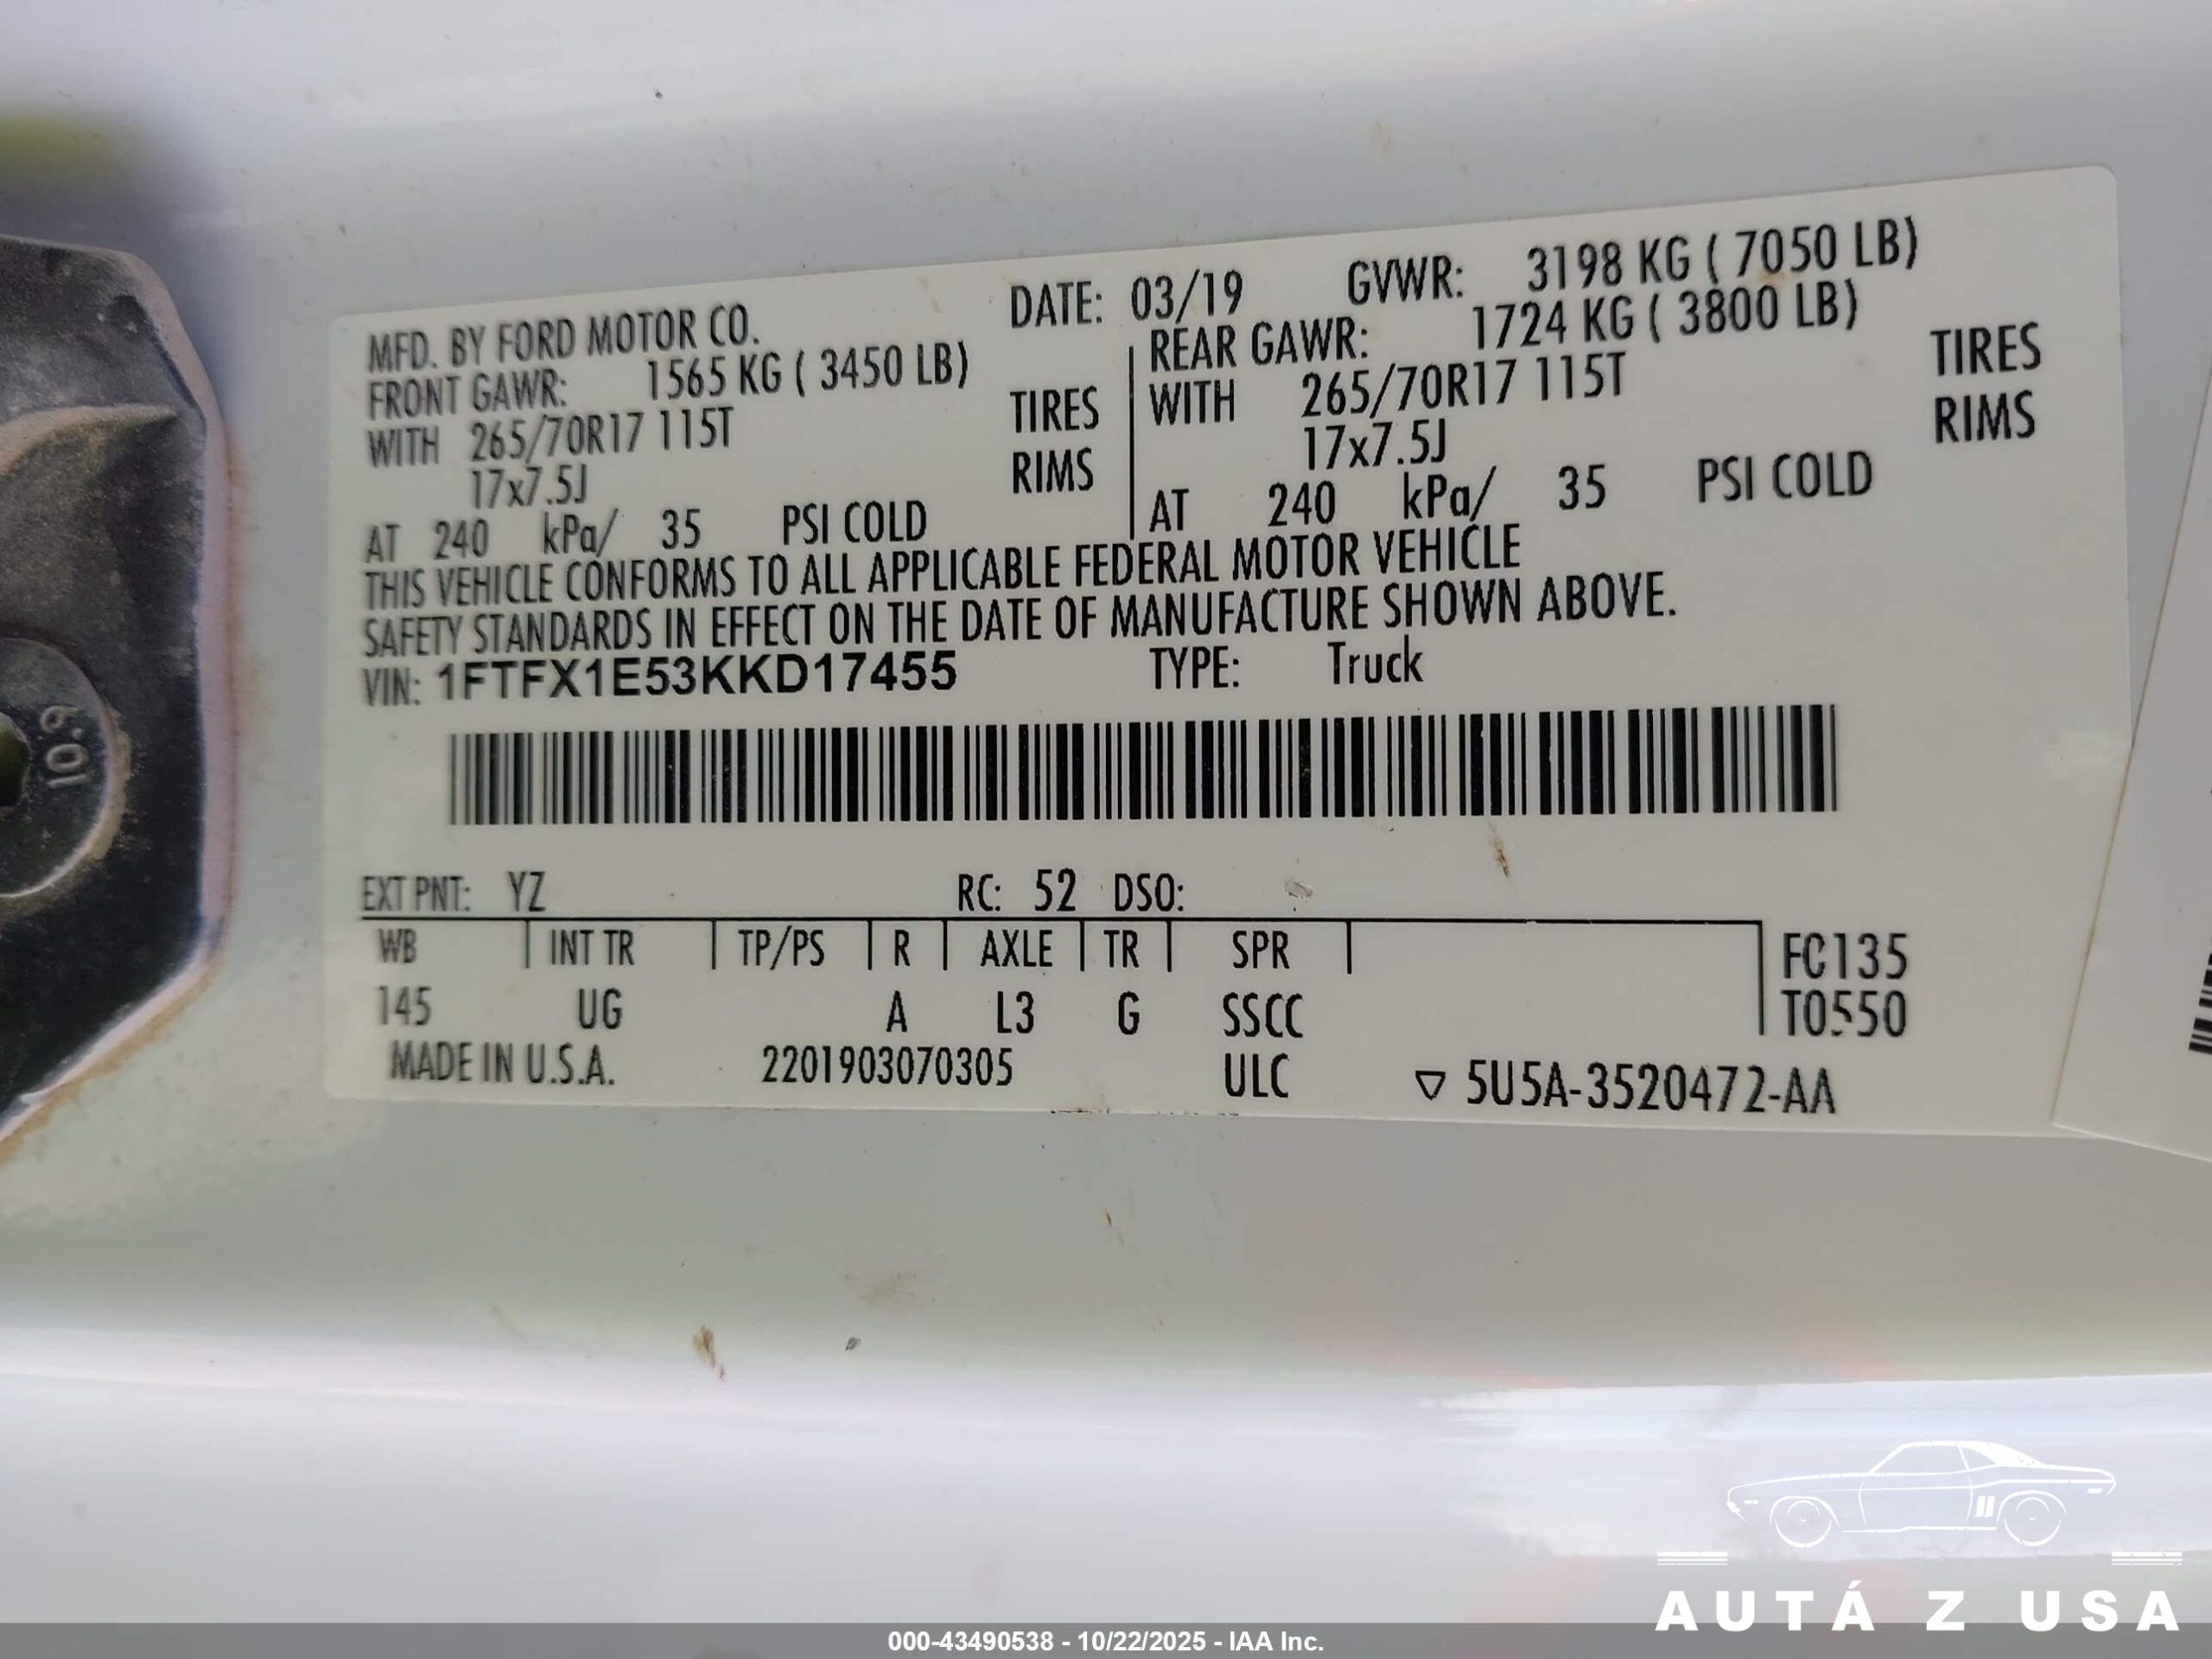 MFD. BY FORD MOTOR CO. DATE: 03/19 GVWR: 3198 KG ( 7050 LB)
FRONT GAWR: 1565 KG ( 3450 LB) REAR GAWR: 1724 KG ( 3800 LB)
WITH 265/70R17 115T TIRES WITH 265/70R17 115T TIRES
17x7.5J RIMS 17x7.5J RIMS
AT 240 kPa/ 35 PSI COLD AT 240 kPa/ 35 PSI COLD
THIS VEHICLE CONFORMS TO ALL APPLICABLE FEDERAL MOTOR VEHICLE
SAFETY STANDARDS IN EFFECT ON THE DATE OF MANUFACTURE SHOWN ABOVE.
VIN: 1FTFX1E53KKD17455 TYPE: Truck
EXT PNT: YZ RC: 52 DSO:
WB INT TR TP/PS R AXLE TR SPR FC135
145 UG A L3 G SSCC T0550
MADE IN U.S.A. 2201903070305 ULC ▽ 5U5A-3520472-AA
10.9
AUTÁ Z USA
000-43490538 - 10/22/2025 - IAA Inc.